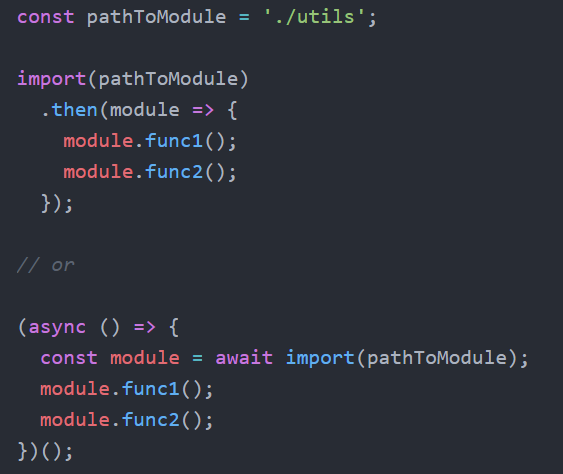 const pathToModule = './utils';
import(pathToModule)
  .then(module => {
    module.func1();
    module.func2();
  });
// or
(async () => {
  const module = await import(pathToModule);
  module.func1();
  module.func2();
})();